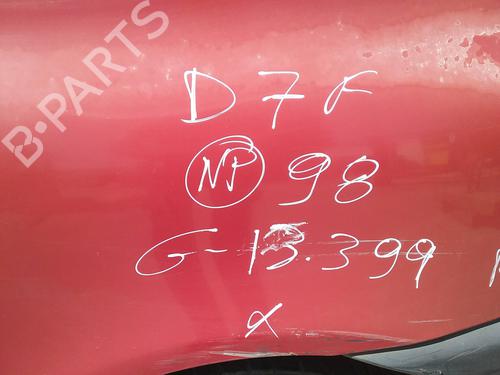 B-PARTS
D7F
NP 98
G-13.399
α